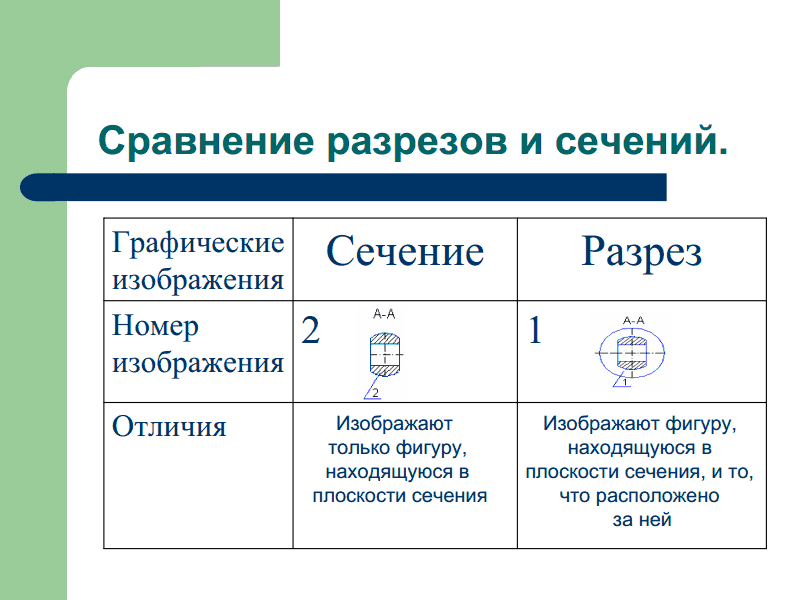 Сравнение разрезов и сечений.
Графические
изображения
Сечение
Разрез
Номер
изображения
2
А-А
2
1
А-А
1
Отличия
Изображают
только фигуру,
находящуюся в
плоскости сечения
Изображают фигуру,
находящуюся в
плоскости сечения, и то,
что расположено
за ней